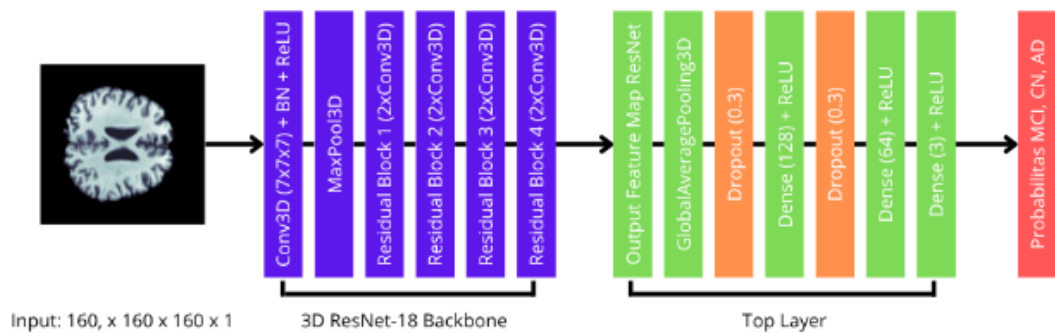 Conv3D (7x7x7) + BN + ReLU
MaxPool3D
Residual Block 1 (2xConv3D)
Residual Block 2 (2xConv3D)
Residual Block 3 (2xConv3D)
Residual Block 4 (2xConv3D)
Output Feature Map ResNet
GlobalAveragePooling3D
Dropout (0.3)
Dense (128) + ReLU
Dropout (0.3)
Dense (64) + ReLU
Dense (3) + ReLU
Probabilitas MCI, CN, AD
Input: 160, x 160 x 160 x 1
3D ResNet-18 Backbone
Top Layer